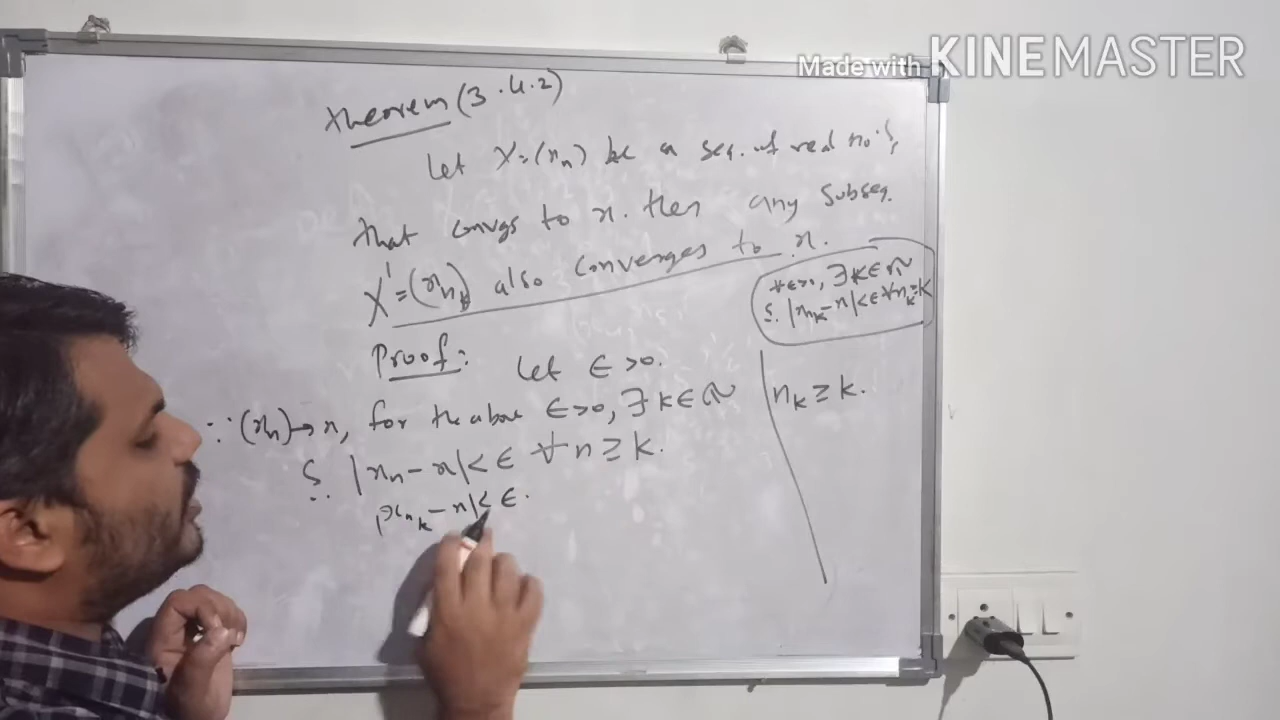 Made with KINEMASTER
Theorem (3.4.2)
Let X=(xn) be a seq. of real no:s,
that convgs to x. then any subseq.
X'=(xnk) also converges to x.
∀ϵ>0, ∃ k∈ℕ
s. |xnk-x|<ϵ ∀ nk≥k
Proof: Let ϵ>0.
∵ (xn)→x, for the above ϵ>0, ∃ k∈ℕ
nk≥k.
s. |xn-x|<ϵ ∀ n≥k.
|xnk-x|<ϵ.